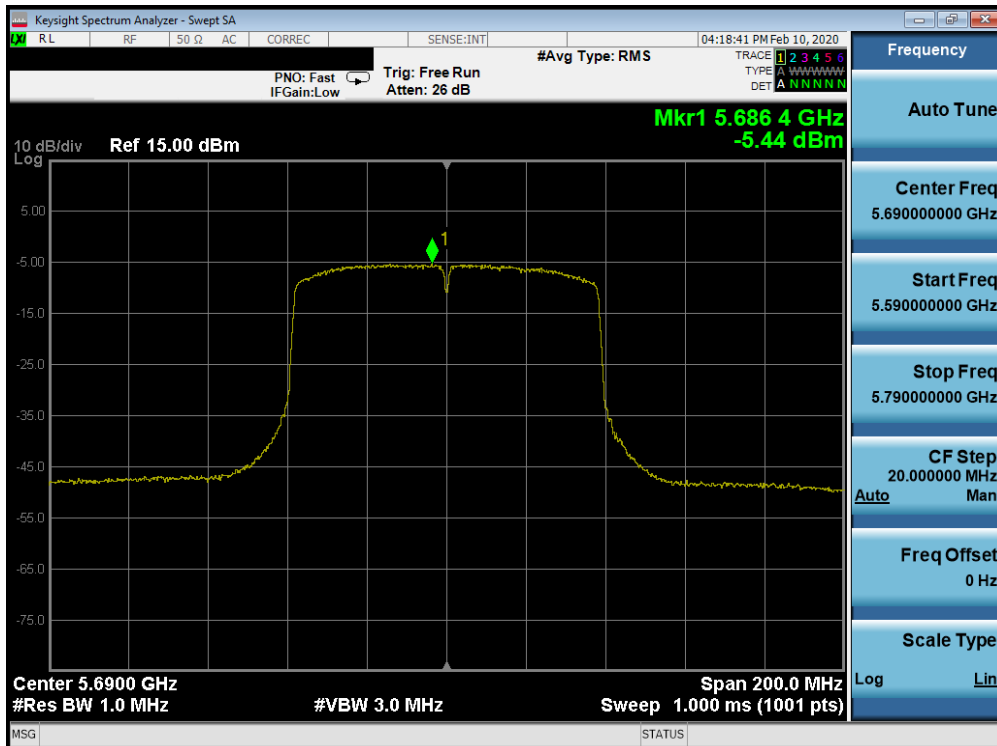 Keysight Spectrum Analyzer - Swept SA
LXI RL RF 50 Ω AC CORREC SENSE:INT 04:18:41 PM Feb 10, 2020
Frequency
#Avg Type: RMS
TRACE 1 2 3 4 5 6
PNO: Fast Trig: Free Run
TYPE A WWWWW
IFGain:Low Atten: 26 dB
DET A N N N N N
Auto Tune
Mkr1 5.686 4 GHz
-5.44 dBm
10 dB/div Ref 15.00 dBm
Log
5.00
-5.00
-15.0
-25.0
-35.0
-45.0
-55.0
-65.0
-75.0
1
Center Freq
5.690000000 GHz
Start Freq
5.590000000 GHz
Stop Freq
5.790000000 GHz
CF Step
20.000000 MHz
Auto Man
Freq Offset
0 Hz
Scale Type
Log Lin
Center 5.6900 GHz Span 200.0 MHz
#Res BW 1.0 MHz #VBW 3.0 MHz Sweep 1.000 ms (1001 pts)
MSG STATUS